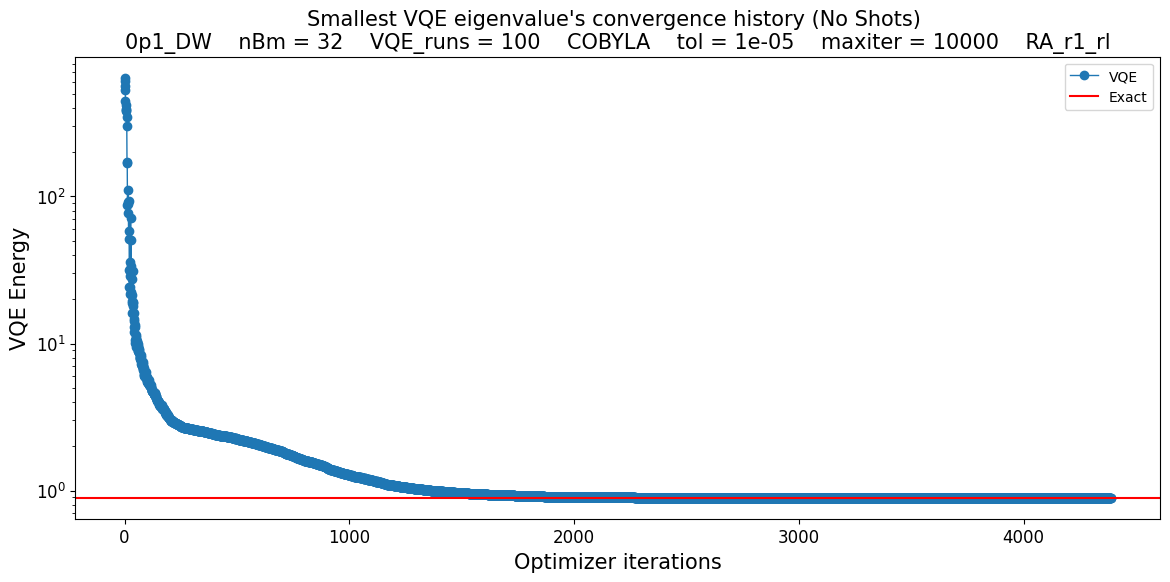 Smallest VQE eigenvalue's convergence history (No Shots)
0p1_DW    nBm = 32    VQE_runs = 100    COBYLA    tol = 1e-05    maxiter = 10000    RA_r1_rl
VQE
Exact
VQE Energy
10²
10¹
10⁰
0 1000 2000 3000 4000
Optimizer iterations